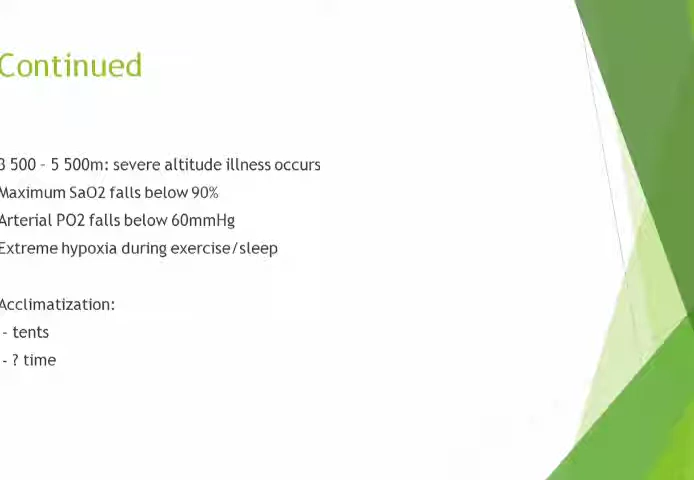 Continued
3 500 – 5 500m: severe altitude illness occurs
Maximum SaO2 falls below 90%
Arterial PO2 falls below 60mmHg
Extreme hypoxia during exercise/sleep
Acclimatization:
- tents
- ? time